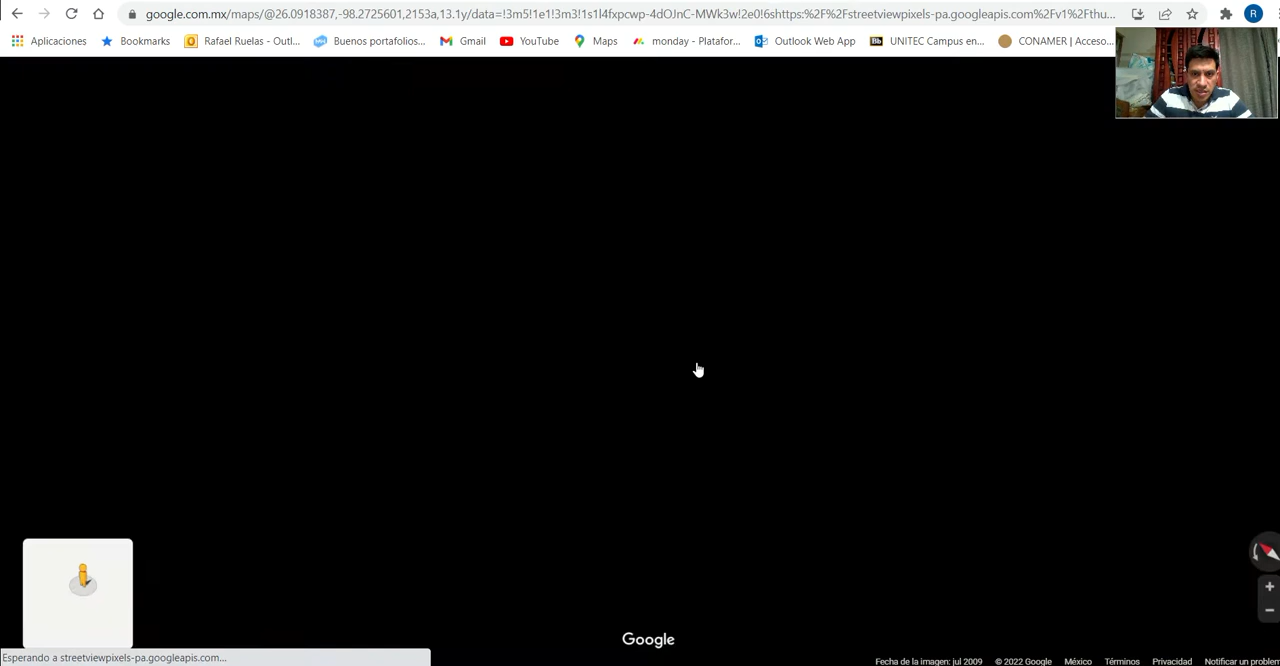 google.com.mx/maps/@26.0918387,-98.2725601,2153a,13.1y/data=!3m5!1e1!3m3!1s1l4fxpcwp-4dOJnC-MWk3w!2e0!6shttps:%2F%2Fstreetviewpixels-pa.googleapis.com%2Fv1%2Fthu... R
Aplicaciones Bookmarks Rafael Ruelas - Outl... Buenos portafolios... Gmail YouTube Maps monday - Platafor... Outlook Web App Bb UNITEC Campus en... CONAMER | Acceso...
Google
Esperando a streetviewpixels-pa.googleapis.com...
Fecha de la imagen: jul 2009 © 2022 Google México Términos Privacidad Notificar un problem